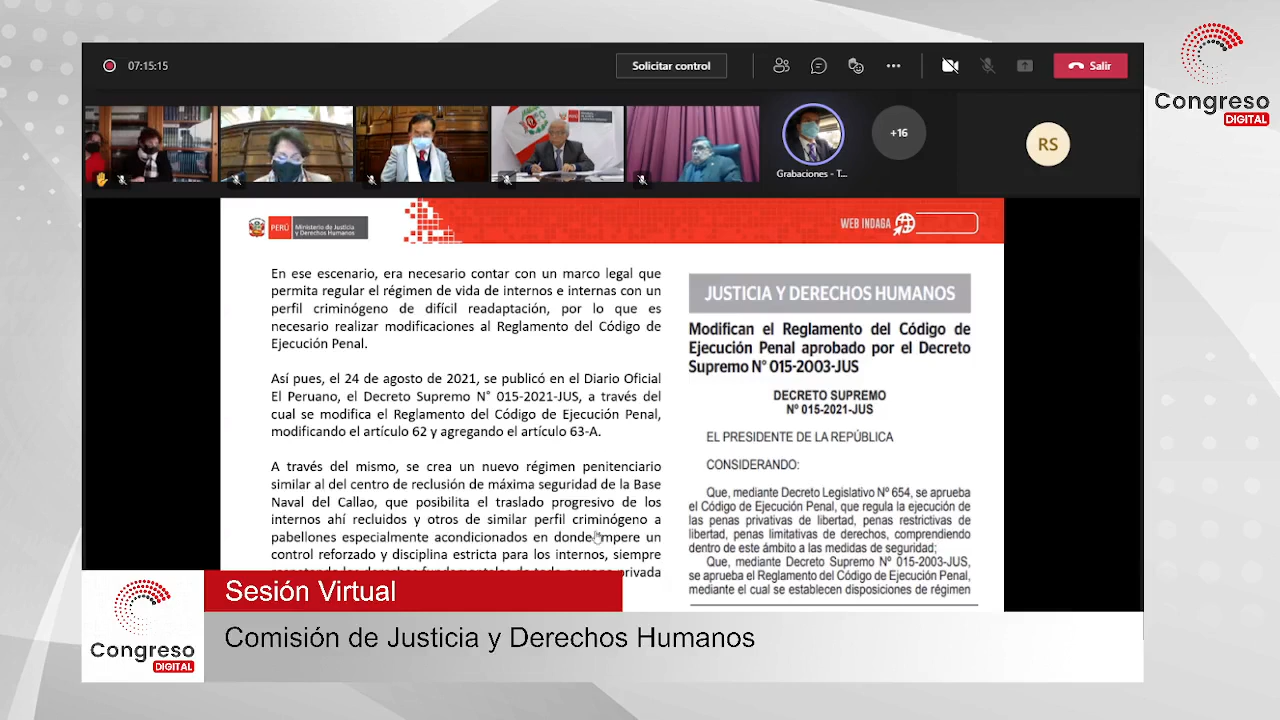 07:15:15
Solicitar control
Salir
Congreso
DIGITAL
+16
RS
Grabaciones - T...
PERÚ
Ministerio de Justicia
y Derechos Humanos
WEB INDAGA
En ese escenario, era necesario contar con un marco legal que
permita regular el régimen de vida de internos e internas con un
perfil criminógeno de difícil readaptación, por lo que es
necesario realizar modificaciones al Reglamento del Código de
Ejecución Penal.
Así pues, el 24 de agosto de 2021, se publicó en el Diario Oficial
El Peruano, el Decreto Supremo N° 015-2021-JUS, a través del
cual se modifica el Reglamento del Código de Ejecución Penal,
modificando el artículo 62 y agregando el artículo 63-A.
A través del mismo, se crea un nuevo régimen penitenciario
similar al del centro de reclusión de máxima seguridad de la Base
Naval del Callao, que posibilita el traslado progresivo de los
internos ahí recluidos y otros de similar perfil criminógeno a
pabellones especialmente acondicionados en donde impere un
control reforzado y disciplina estricta para los internos, siempre
respetando los derechos fundamentales de toda persona privada
JUSTICIA Y DERECHOS HUMANOS
Modifican el Reglamento del Código de
Ejecución Penal aprobado por el Decreto
Supremo N° 015-2003-JUS
DECRETO SUPREMO
Nº 015-2021-JUS
EL PRESIDENTE DE LA REPÚBLICA
CONSIDERANDO:
Que, mediante Decreto Legislativo Nº 654, se aprueba
el Código de Ejecución Penal, que regula la ejecución de
las penas privativas de libertad, penas restrictivas de
libertad, penas limitativas de derechos, comprendiendo
dentro de este ámbito a las medidas de seguridad;
Que, mediante Decreto Supremo Nº 015-2003-JUS,
se aprueba el Reglamento del Código de Ejecución Penal,
mediante el cual se establecen disposiciones de régimen
Sesión Virtual
Congreso
DIGITAL
Comisión de Justicia y Derechos Humanos